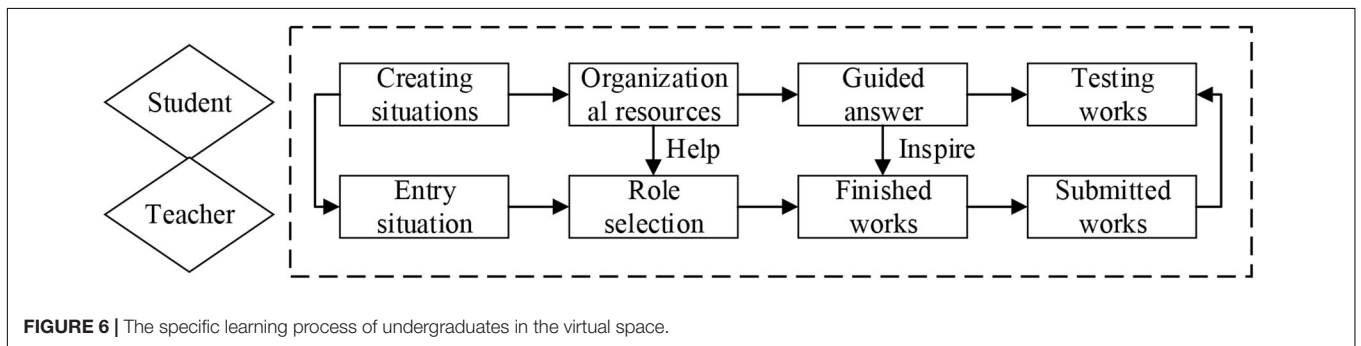 Student
Creating
situations
Organization
al resources
Guided
answer
Testing
works
Help
Inspire
Teacher
Entry
situation
Role
selection
Finished
works
Submitted
works
FIGURE 6 | The specific learning process of undergraduates in the virtual space.